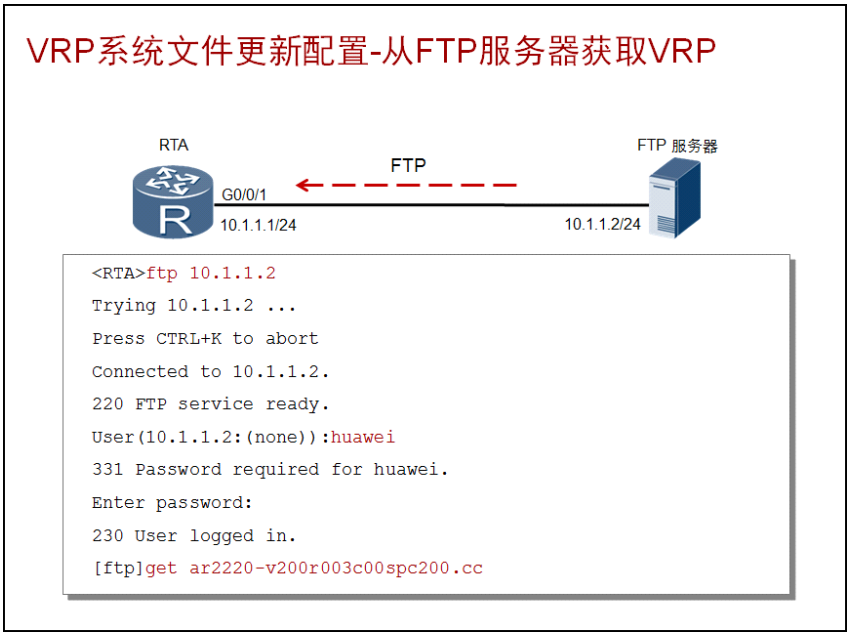 VRP系统文件更新配置-从FTP服务器获取VRP
RTA
FTP 服务器
FTP
G0/0/1
R
10.1.1.1/24
10.1.1.2/24
<RTA>ftp 10.1.1.2
Trying 10.1.1.2 ...
Press CTRL+K to abort
Connected to 10.1.1.2.
220 FTP service ready.
User(10.1.1.2:(none)):huawei
331 Password required for huawei.
Enter password:
230 User logged in.
[ftp]get ar2220-v200r003c00spc200.cc